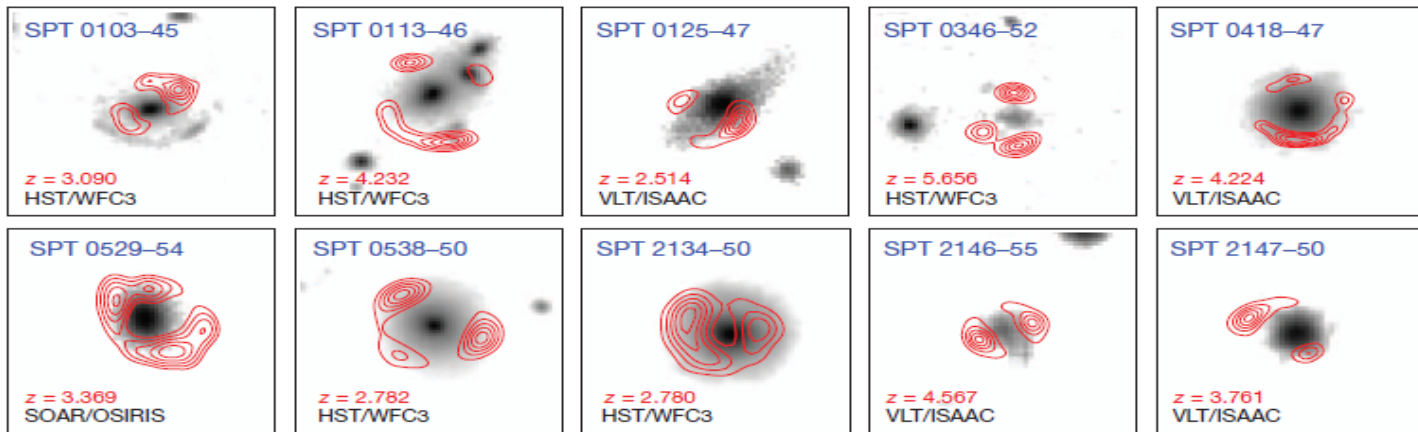 SPT 0103–45
z = 3.090
HST/WFC3
SPT 0113–46
z = 4.232
HST/WFC3
SPT 0125–47
z = 2.514
VLT/ISAAC
SPT 0346–52
z = 5.656
HST/WFC3
SPT 0418–47
z = 4.224
VLT/ISAAC
SPT 0529–54
z = 3.369
SOAR/OSIRIS
SPT 0538–50
z = 2.782
HST/WFC3
SPT 2134–50
z = 2.780
HST/WFC3
SPT 2146–55
z = 4.567
VLT/ISAAC
SPT 2147–50
z = 3.761
VLT/ISAAC